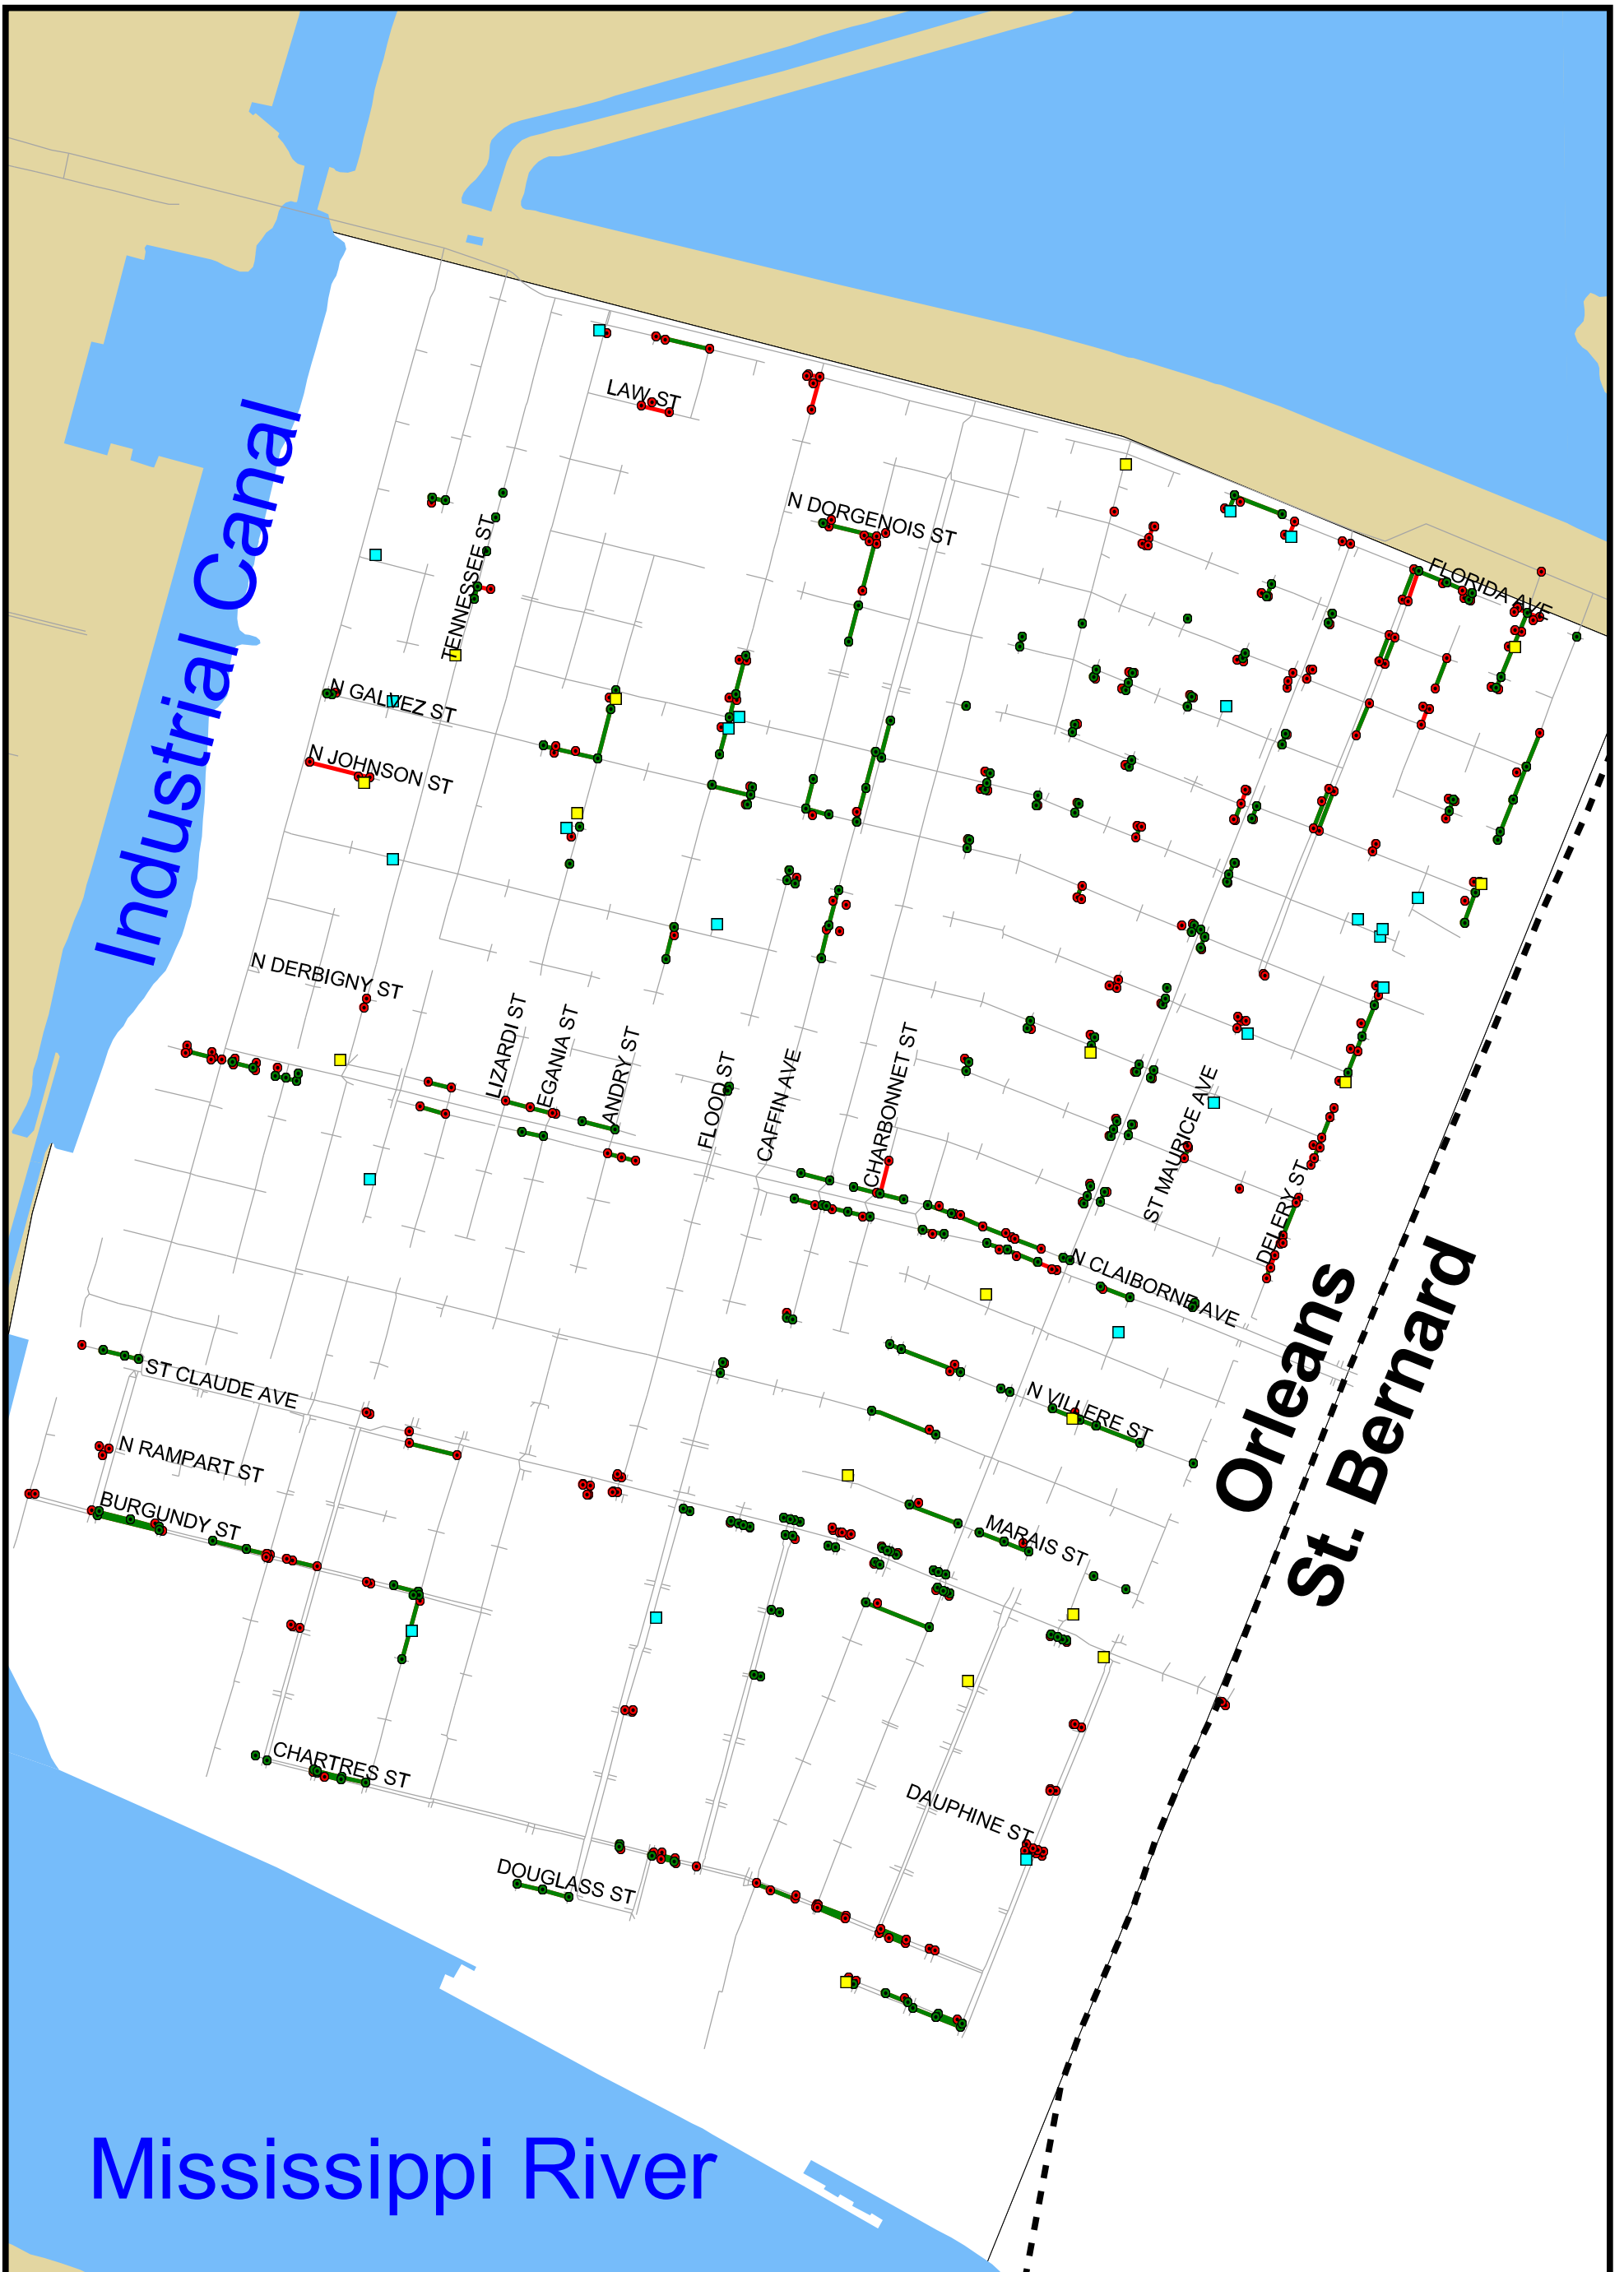 LAW ST
Industrial Canal
N DORGENOIS ST
TENNESSEE ST
FLORIDA AVE
N GALVEZ ST
N JOHNSON ST
N DERBIGNY ST
LIZARDI ST
EGANIA ST
ANDRY ST
FLOOD ST
CAFFIN AVE
CHARBONNET ST
ST MAURICE AVE
DELERY ST
N CLAIBORNE AVE
Orleans
St. Bernard
ST CLAUDE AVE
N VILLERE ST
N RAMPART ST
BURGUNDY ST
MARAIS ST
CHARTRES ST
DAUPHINE ST
DOUGLASS ST
Mississippi River